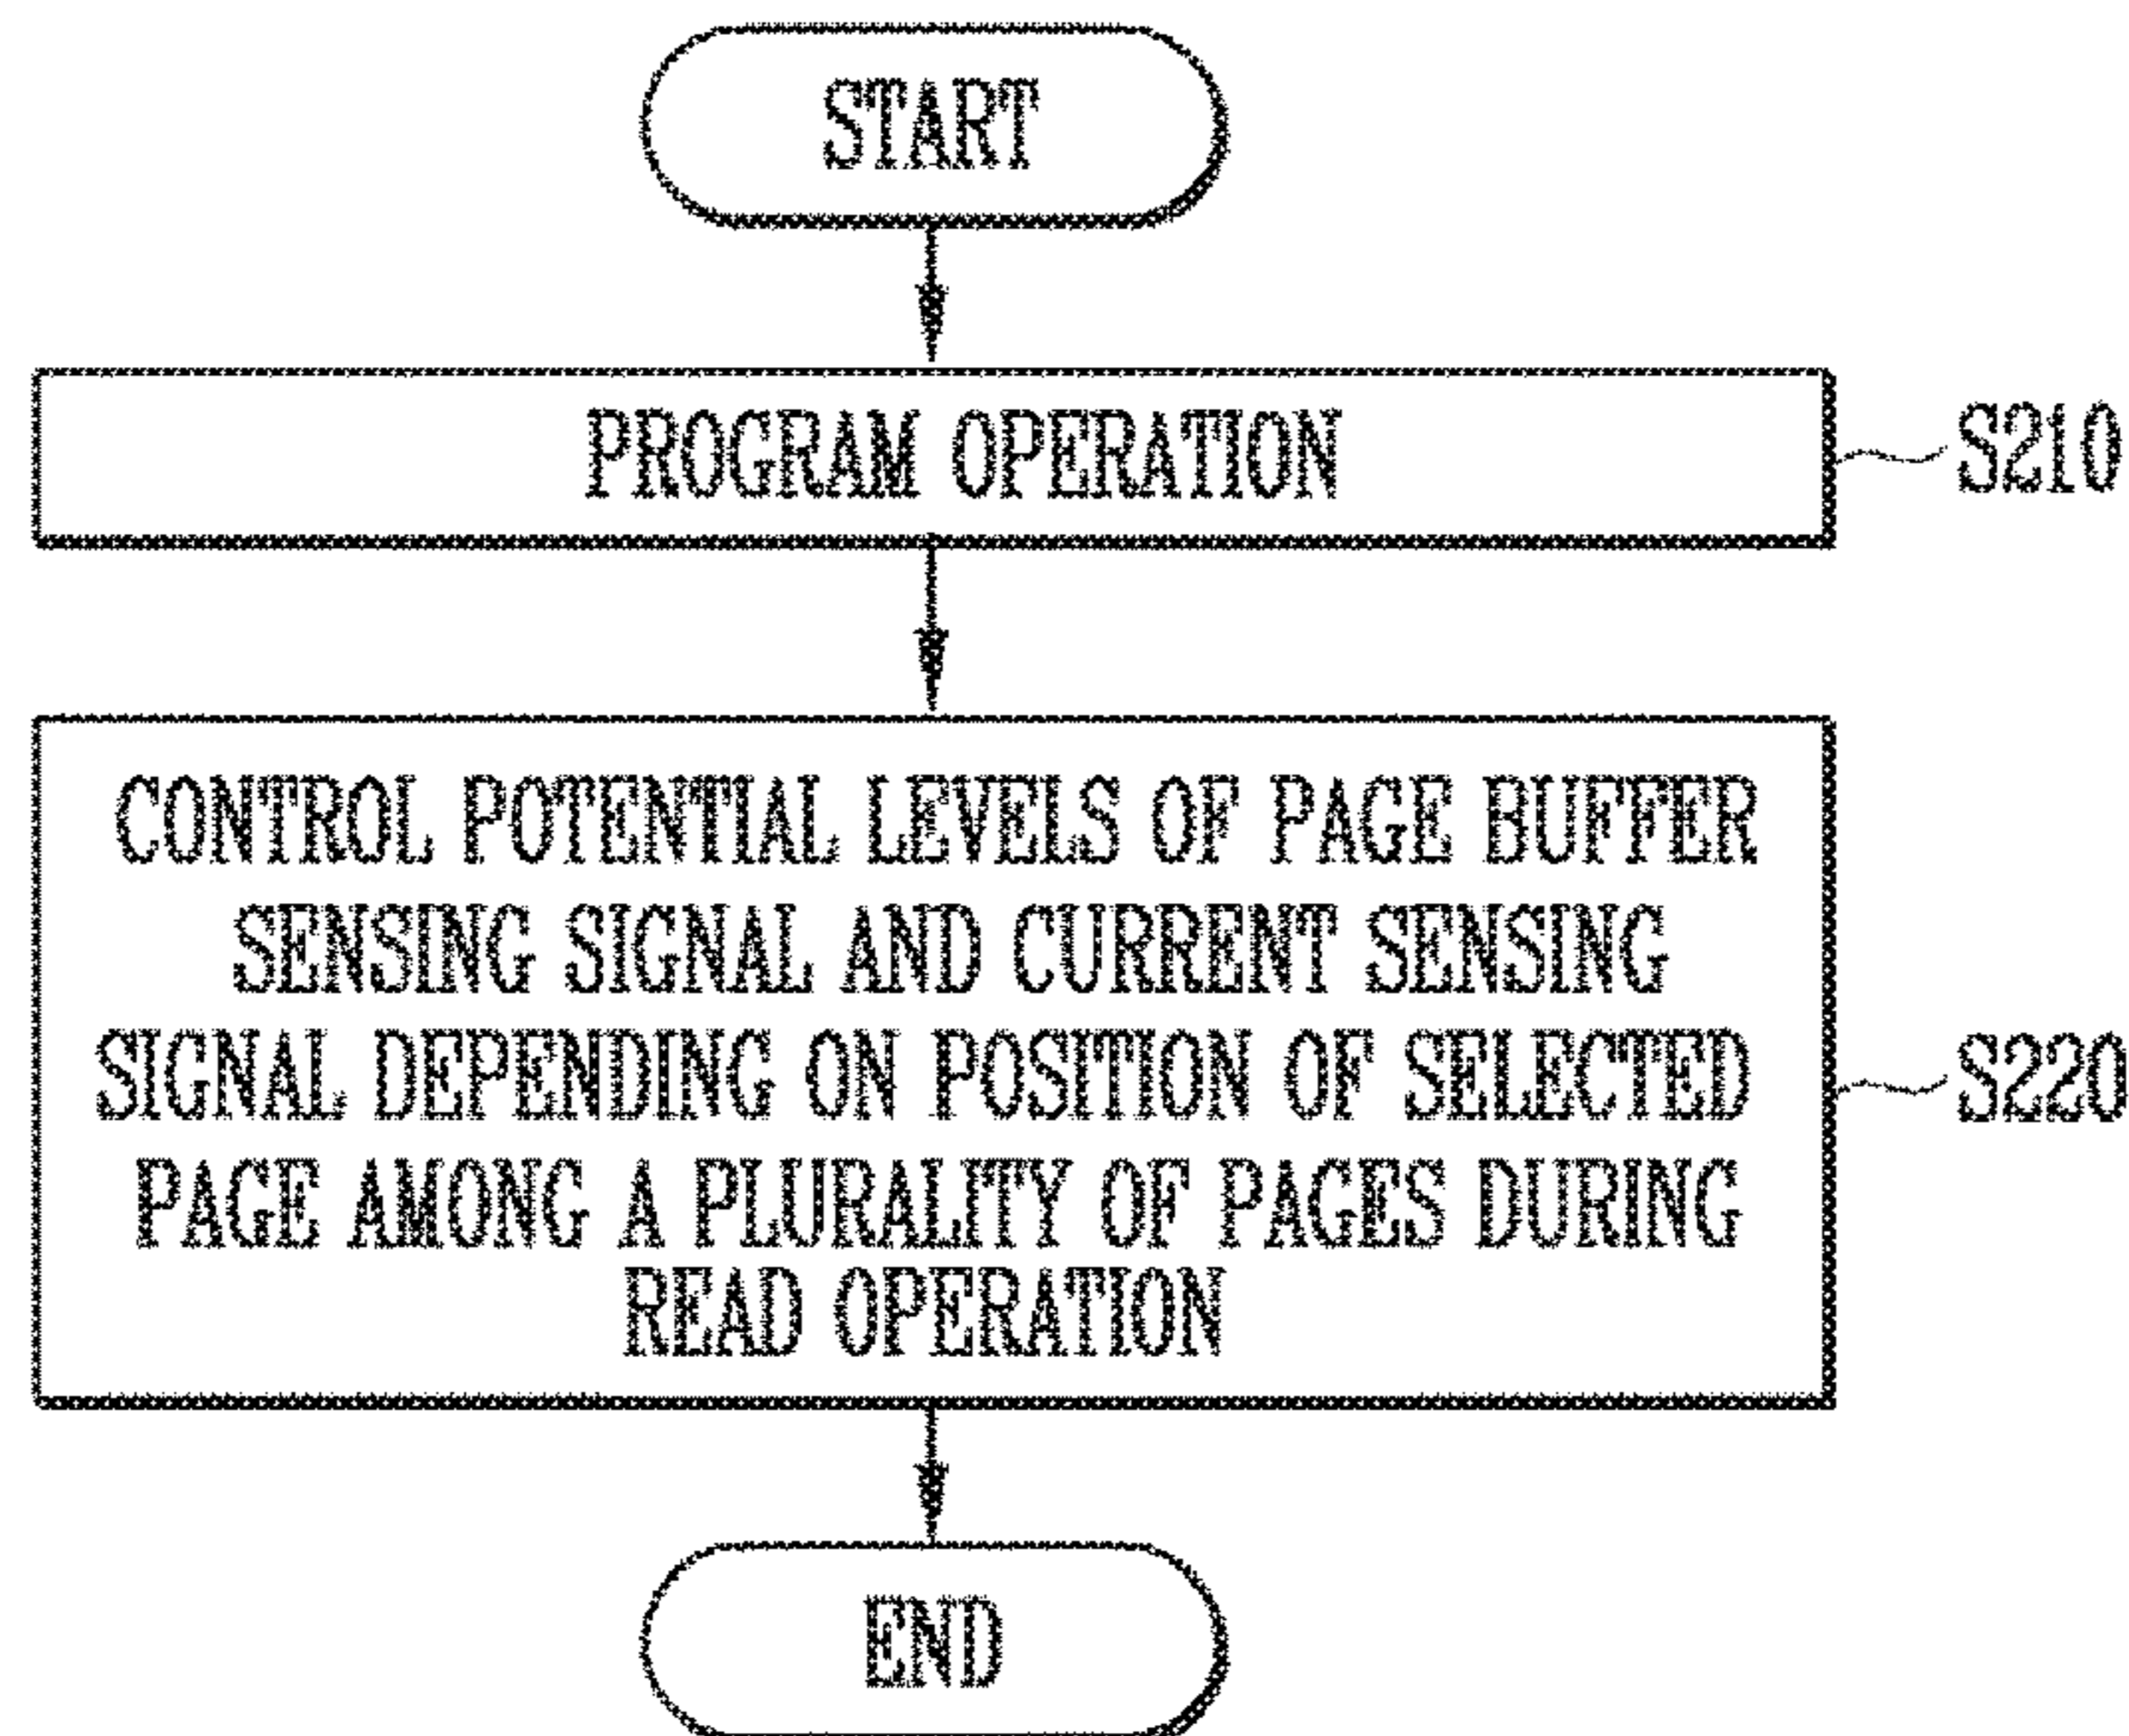 START
PROGRAM OPERATION
S210
CONTROL POTENTIAL LEVELS OF PAGE BUFFER
SENSING SIGNAL AND CURRENT SENSING
SIGNAL DEPENDING ON POSITION OF SELECTED
PAGE AMONG A PLURALITY OF PAGES DURING
READ OPERATION
S220
END